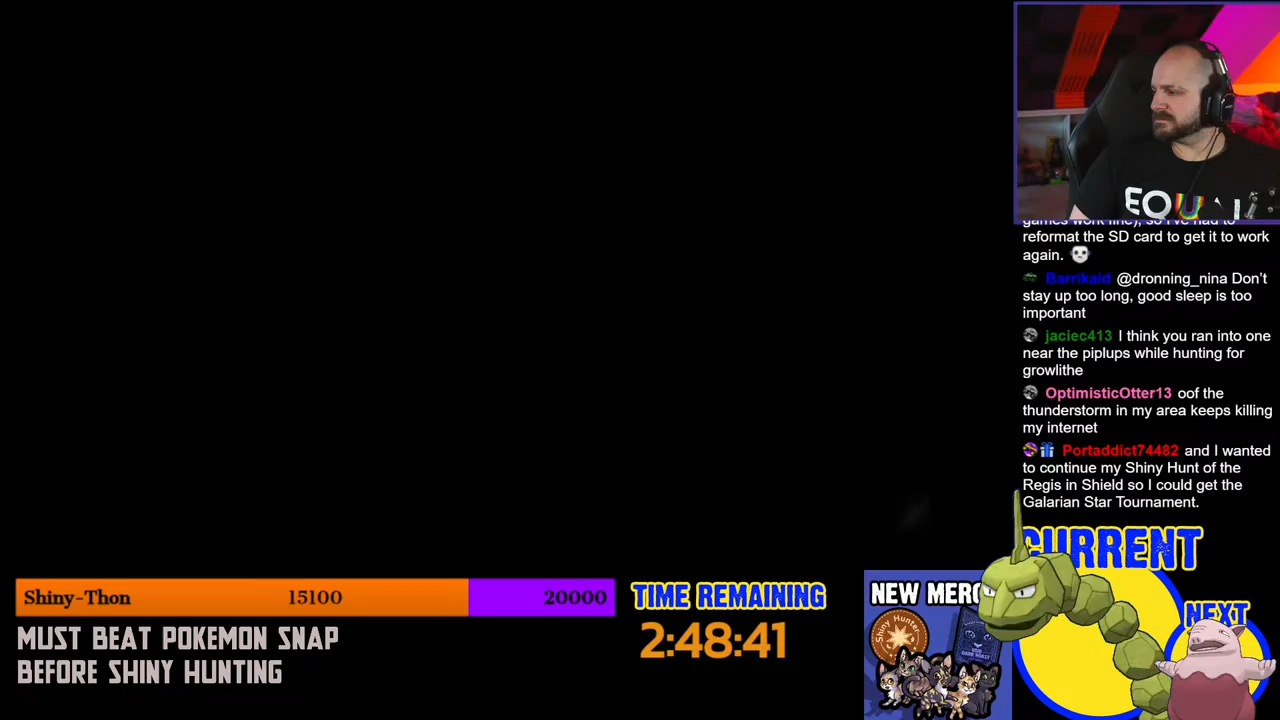 EQUAL
games work fine), so I've had to
reformat the SD card to get it to work
again.
Barrikaid @dronning_nina Don't
stay up too long, good sleep is too
important
jaciec413 I think you ran into one
near the piplups while hunting for
growlithe
OptimisticOtter13 oof the
thunderstorm in my area keeps killing
my internet
Portaddict74482 and I wanted
to continue my Shiny Hunt of the
Regis in Shield so I could get the
Galarian Star Tournament.
CURRENT
NEXT
Shiny-Thon 15100 20000
MUST BEAT POKEMON SNAP
BEFORE SHINY HUNTING
TIME REMAINING
2:48:41
NEW MERC
Shiny Hunter